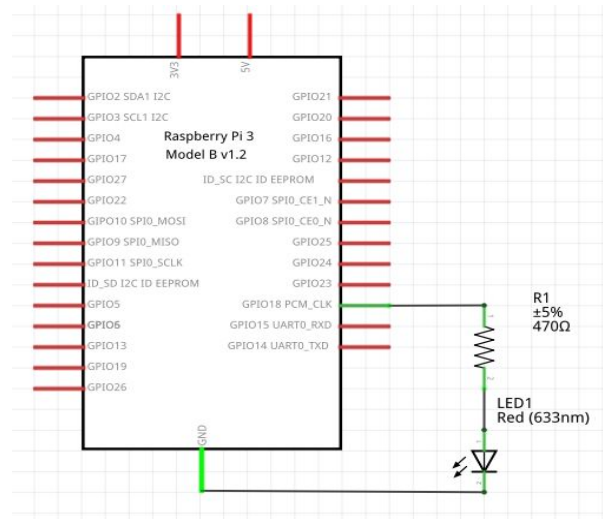 3V3
5V
Raspberry Pi 3
Model B v1.2
GPIO2 SDA1 I2C
GPIO3 SCL1 I2C
GPIO4
GPIO17
GPIO27
GPIO22
GIPO10 SPI0_MOSI
GPIO9 SPI0_MISO
GPIO11 SPI0_SCLK
ID_SD I2C ID EEPROM
GPIO5
GPIO6
GPIO13
GPIO19
GPIO26
GPIO21
GPIO20
GPIO16
GPIO12
ID_SC I2C ID EEPROM
GPIO7 SPI0_CE1_N
GPIO8 SPI0_CE0_N
GPIO25
GPIO24
GPIO23
GPIO18 PCM_CLK
GPIO15 UART0_RXD
GPIO14 UART0_TXD
GND
R1
±5%
470Ω
LED1
Red (633nm)